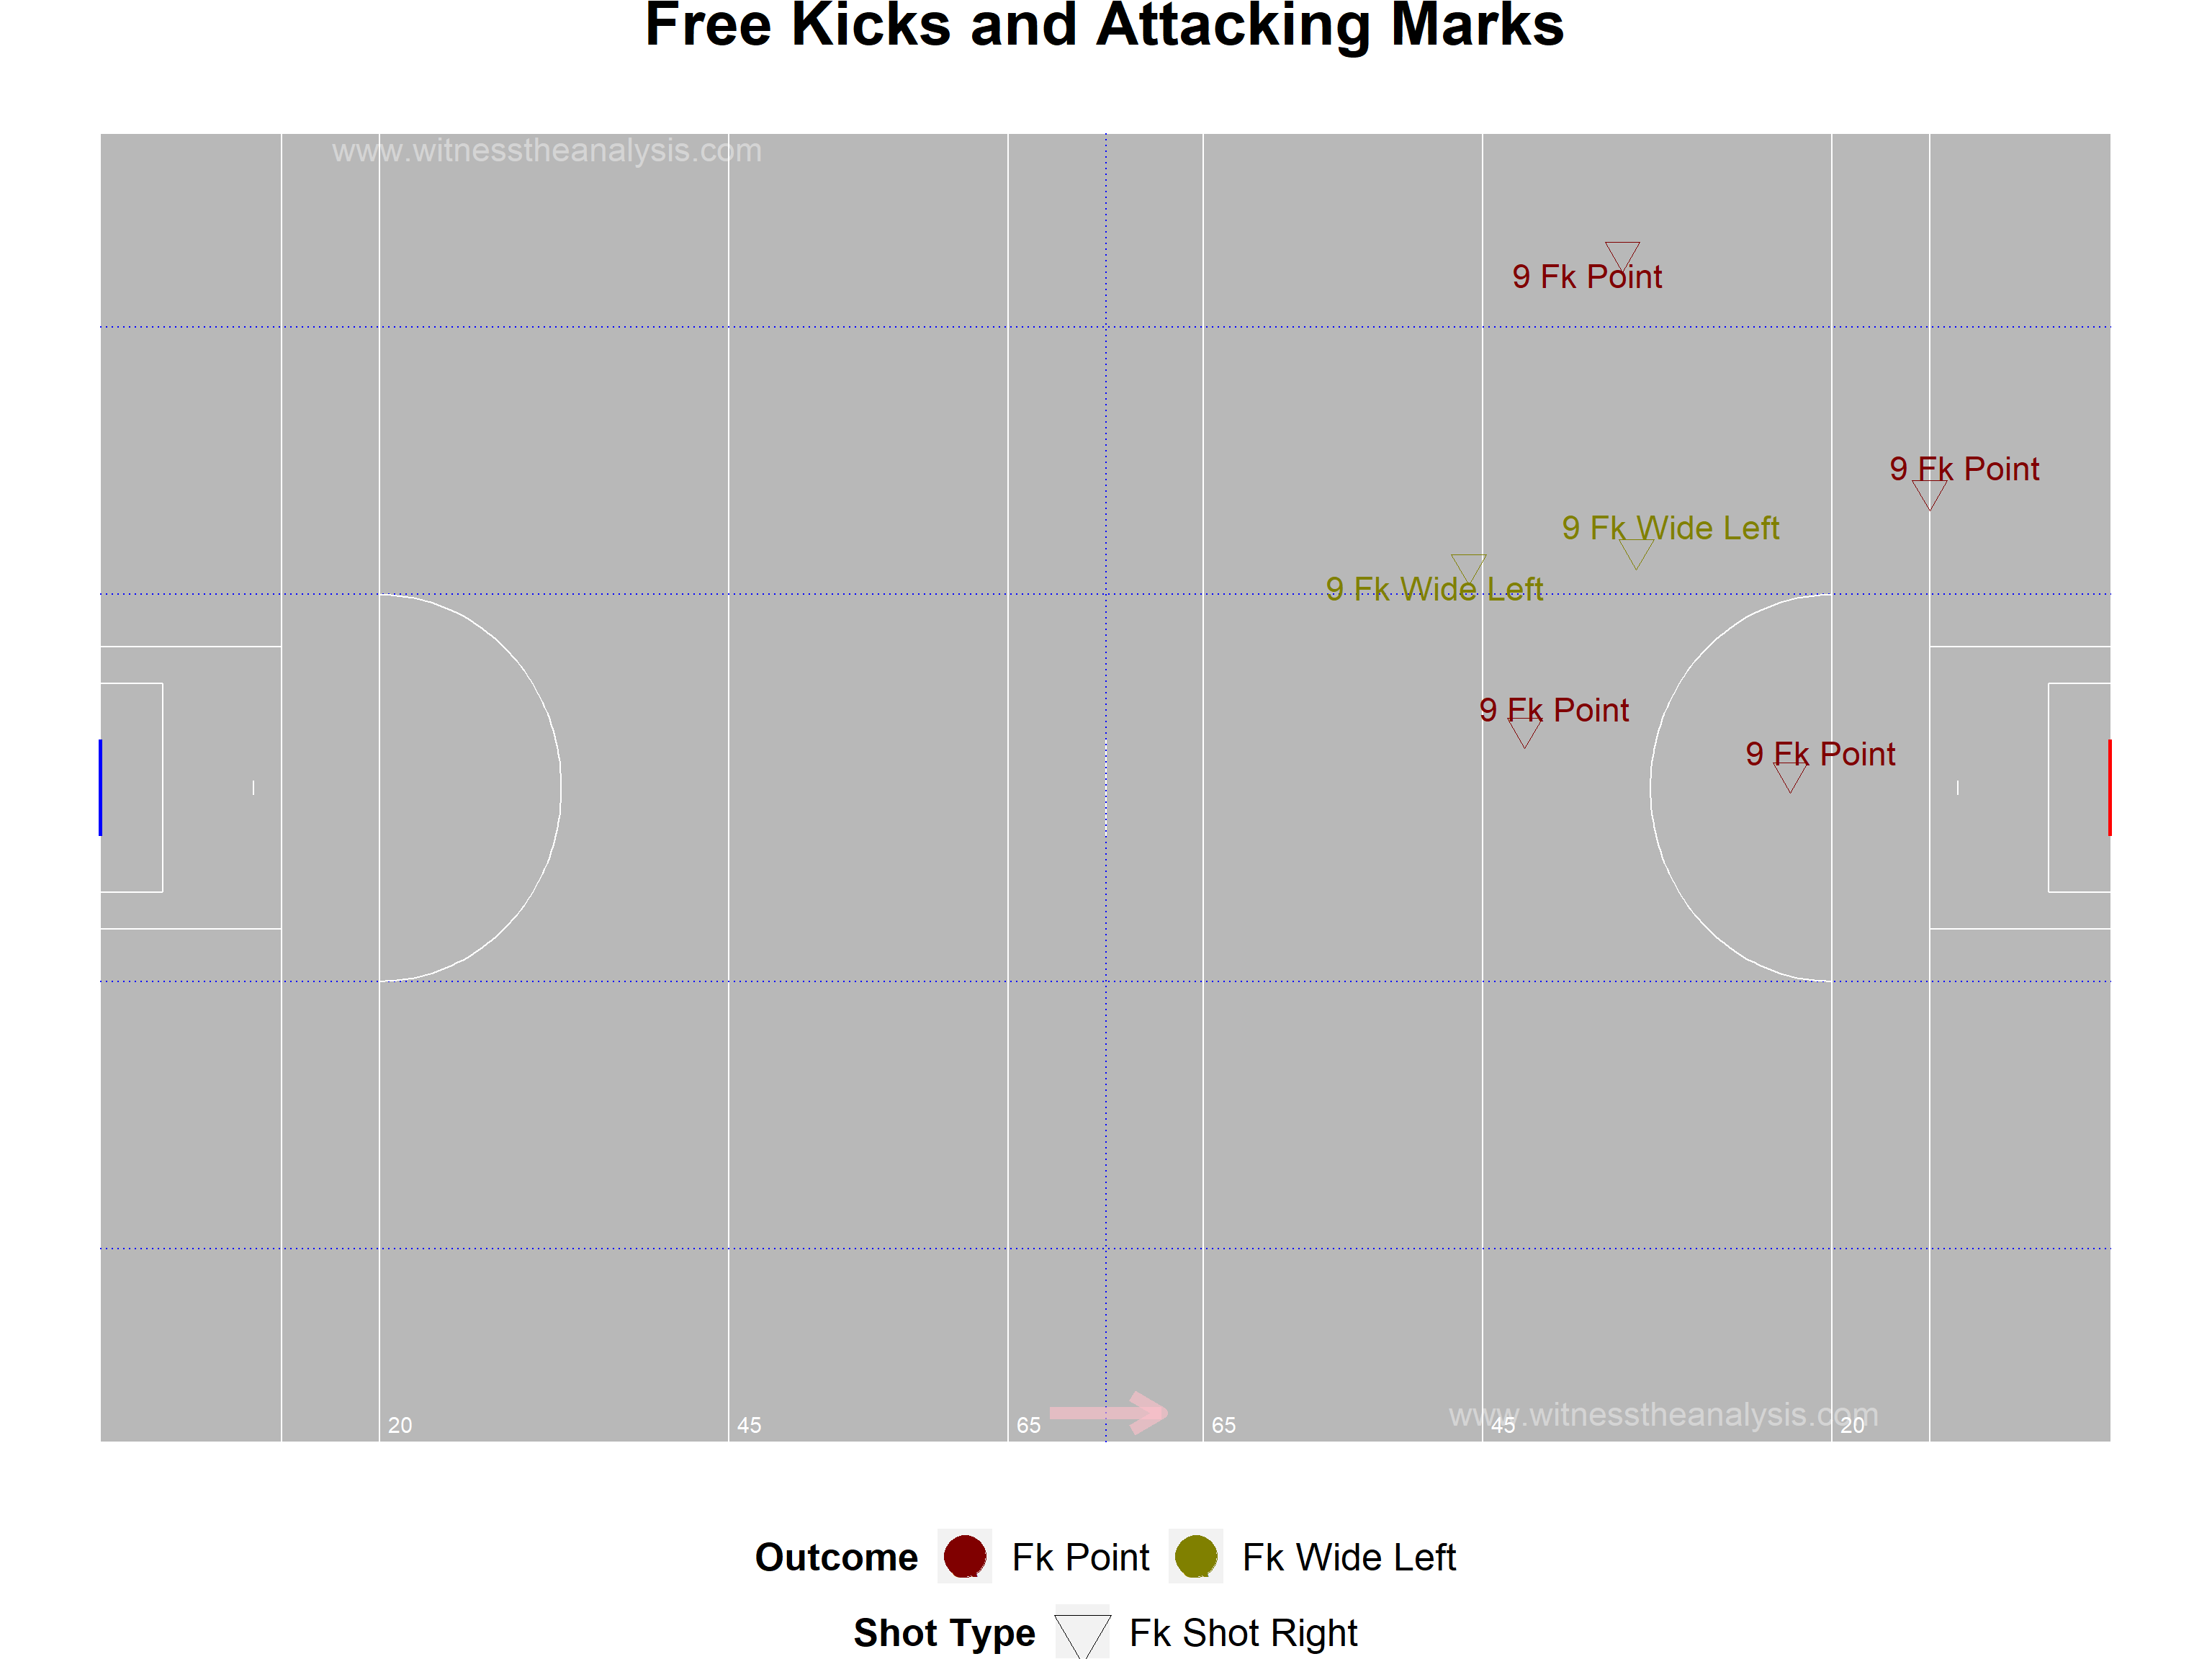 Free Kicks and Attacking Marks
www.witnesstheanalysis.com
9 Fk Point
9 Fk Point
9 Fk Wide Left
9 Fk Wide Left
9 Fk Point
9 Fk Point
www.witnesstheanalysis.com
20 45 65 65 45 20
Outcome Fk Point Fk Wide Left
Shot Type Fk Shot Right